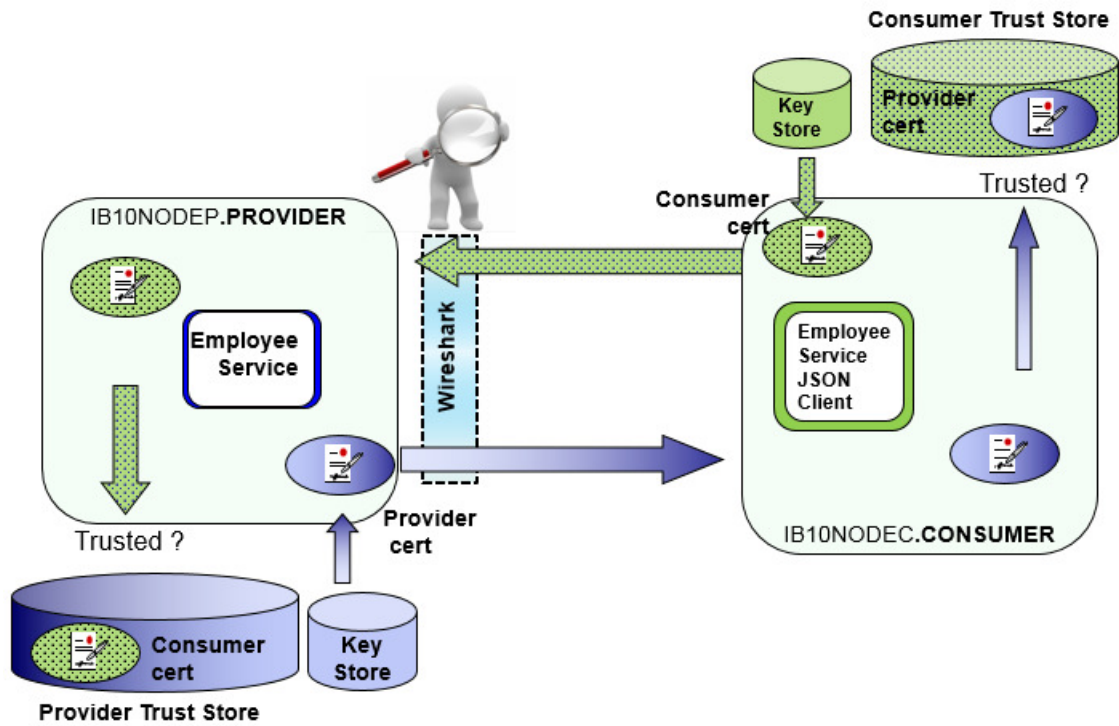 Consumer Trust Store
Key
Store
Provider
cert
Trusted ?
Consumer
cert
IB10NODEP.PROVIDER
Wireshark
Employee
Service
Employee
Service
JSON
Client
Provider
cert
IB10NODEC.CONSUMER
Trusted ?
Consumer
cert
Key
Store
Provider Trust Store